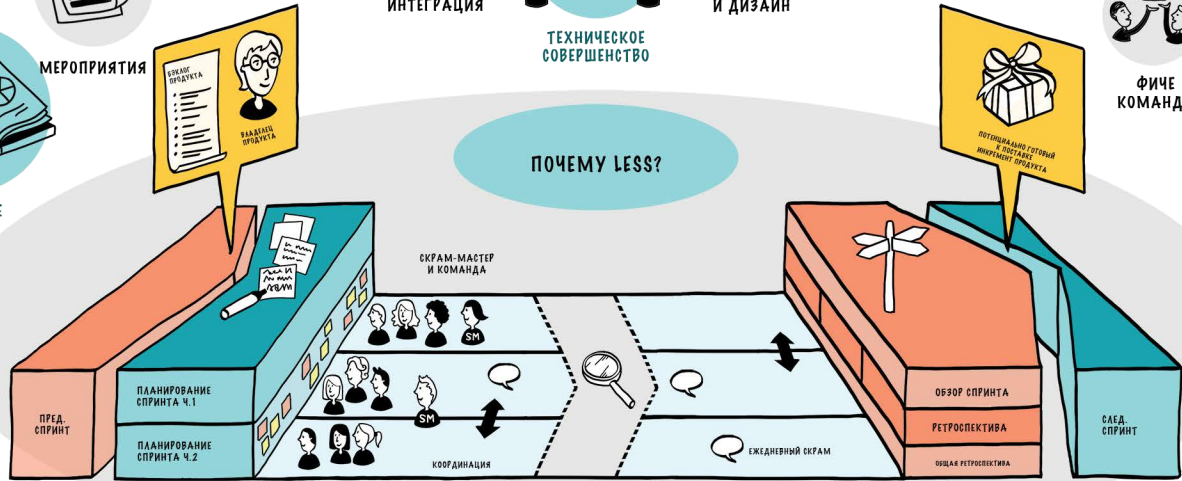 ИНТЕГРАЦИЯ
И ДИЗАЙН
ТЕХНИЧЕСКОЕ
СОВЕРШЕНСТВО
МЕРОПРИЯТИЯ
ФИЧЕ
КОМАНД
БЭКЛОГ
ПРОДУКТА
ВЛАДЕЛЕЦ
ПРОДУКТА
ПОТЕНЦИАЛЬНО ГОТОВЫЙ
К ПОСТАВКЕ
ИНКРЕМЕНТ ПРОДУКТА
ПОЧЕМУ LESS?
Е
СКРАМ-МАСТЕР
И КОМАНДА
SM
SM
ПРЕД.
СПРИНТ
ПЛАНИРОВАНИЕ
СПРИНТА Ч.1
ПЛАНИРОВАНИЕ
СПРИНТА Ч.2
КООРДИНАЦИЯ
ЕЖЕДНЕВНЫЙ СКРАМ
ОБЗОР СПРИНТА
РЕТРОСПЕКТИВА
ОБЩАЯ РЕТРОСПЕКТИВА
СЛЕД.
СПРИНТ